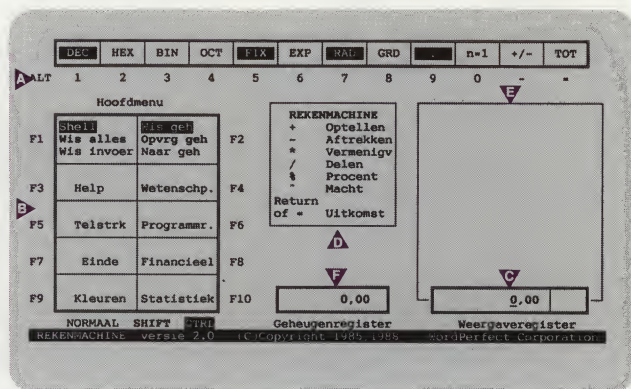 DEC HEX BIN OCT FIX EXP RAD GRD . n=1 +/- TOT
A ALT 1 2 3 4 5 6 7 8 9 0 - =
E
Hoofdmenu
F1 Shell Wis geh F2
Wis alles Opvrg geh
Wis invoer Naar geh
F3 Help Wetenschp. F4
B
F5 Telstrk Programmr. F6
F7 Einde Financieel F8
F9 Kleuren Statistiek F10
NORMAAL SHIFT CTRL
REKENMACHINE
+ Optellen
- Aftrekken
* Vermenigv
/ Delen
% Procent
^ Macht
Return
of = Uitkomst
D
F
0,00
Geheugenregister
C
0,00
Weergaveregister
REKENMACHINE versie 2.0 (C)Copyright 1985,1988 WordPerfect Corporation